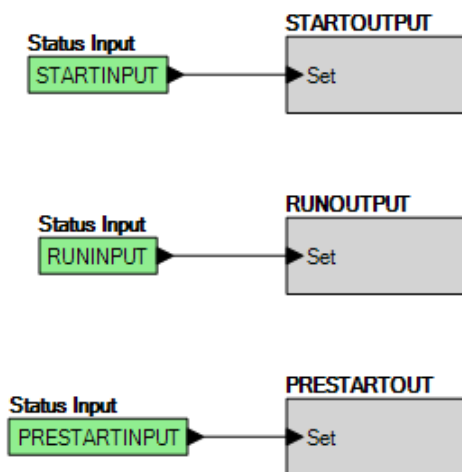 STARTOUTPUT
Status Input
STARTINPUT
Set
RUNOUTPUT
Status Input
RUNINPUT
Set
PRESTARTOUT
Status Input
PRESTARTINPUT
Set